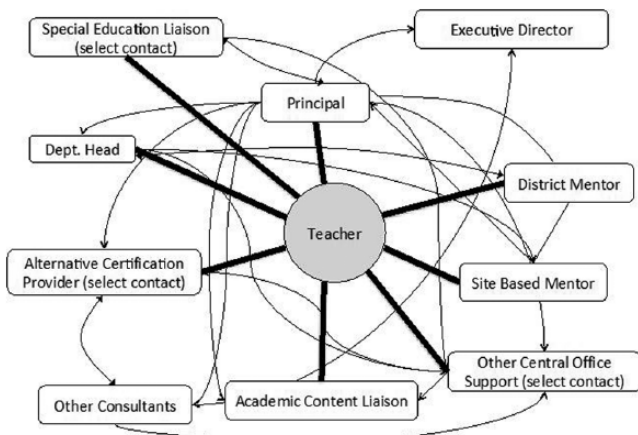 Special Education Liaison
(select contact)
Executive Director
Principal
Dept. Head
District Mentor
Teacher
Alternative Certification
Provider (select contact)
Site Based Mentor
Other Central Office
Support (select contact)
Academic Content Liaison
Other Consultants